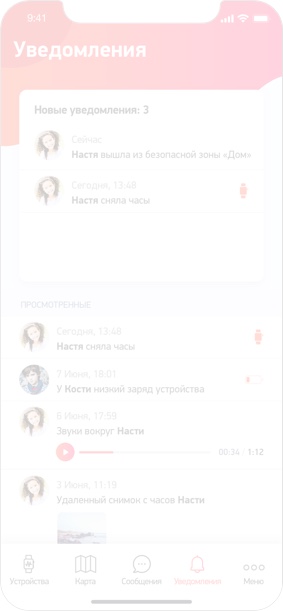 9:41
Уведомления
Новые уведомления: 3
Сейчас
Настя вышла из безопасной зоны «Дом»
Сегодня, 13:48
Настя сняла часы
ПРОСМОТРЕННЫЕ
Сегодня, 13:48
Настя сняла часы
7 Июня, 18:01
У Кости низкий заряд устройства
6 Июня, 17:59
Звуки вокруг Насти
00:34 | 1:12
3 Июня, 11:19
Удаленный снимок с часов Насти
Устройства
Карта
Сообщения
Уведомления
Меню